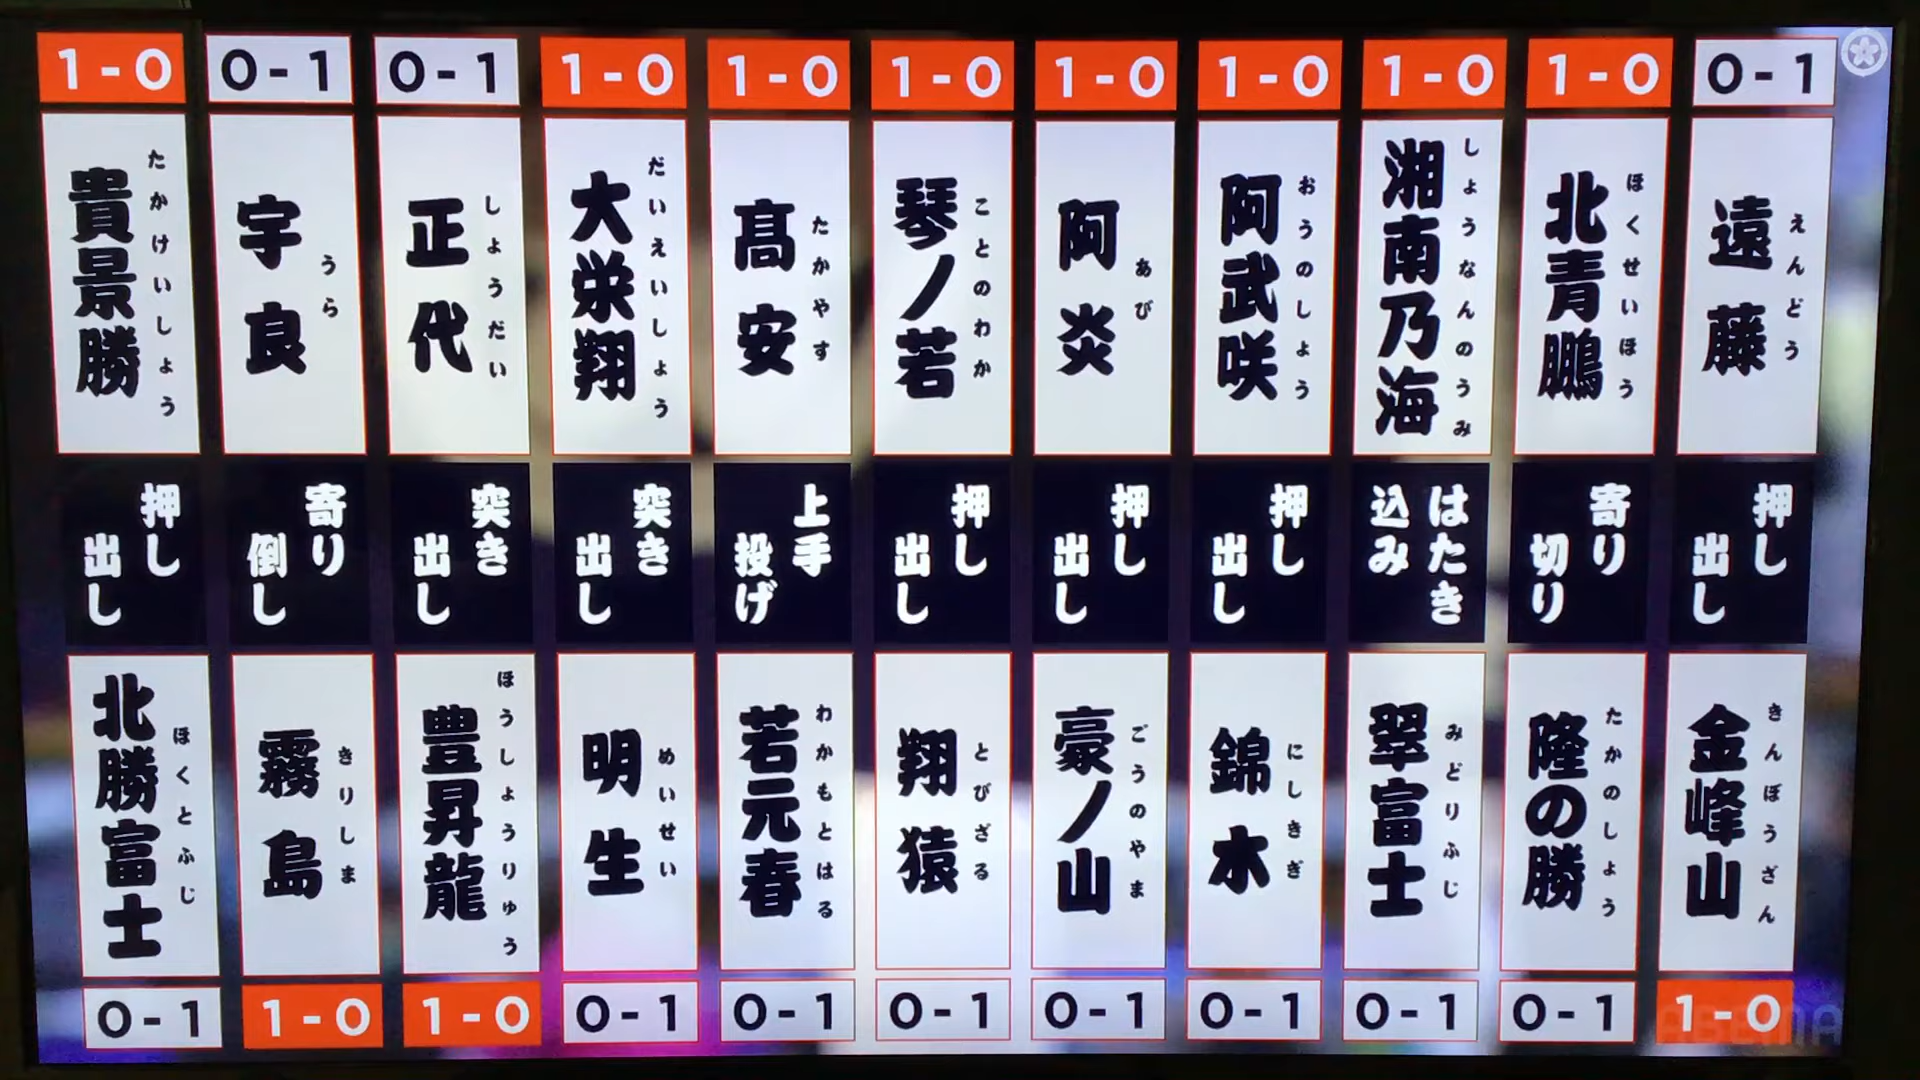 1-0 0-1 0-1 1-0 1-0 1-0 1-0 1-0 1-0 1-0 0-1
遠藤
えんどう
北青鵬
ほくせいほう
湘南乃海
しょうなんのうみ
阿武咲
おうのしょう
阿炎
あび
琴ノ若
ことのわか
髙安
たかやす
大栄翔
だいえいしょう
正代
しょうだい
宇良
うら
貴景勝
たかけいしょう
押し
出し
寄り
切り
はたき
込み
押し
出し
押し
出し
押し
出し
上手
投げ
突き
出し
突き
出し
寄り
倒し
押し
出し
金峰山
きんぼうざん
隆の勝
たかのしょう
翠富士
みどりふじ
錦木
にしきぎ
豪ノ山
ごうのやま
翔猿
とびざる
若元春
わかもとはる
明生
めいせい
豊昇龍
ほうしょうりゅう
霧島
きりしま
北勝富士
ほくとふじ
0-1 1-0 1-0 0-1 0-1 0-1 0-1 0-1 0-1 0-1 1-0
ABEMA